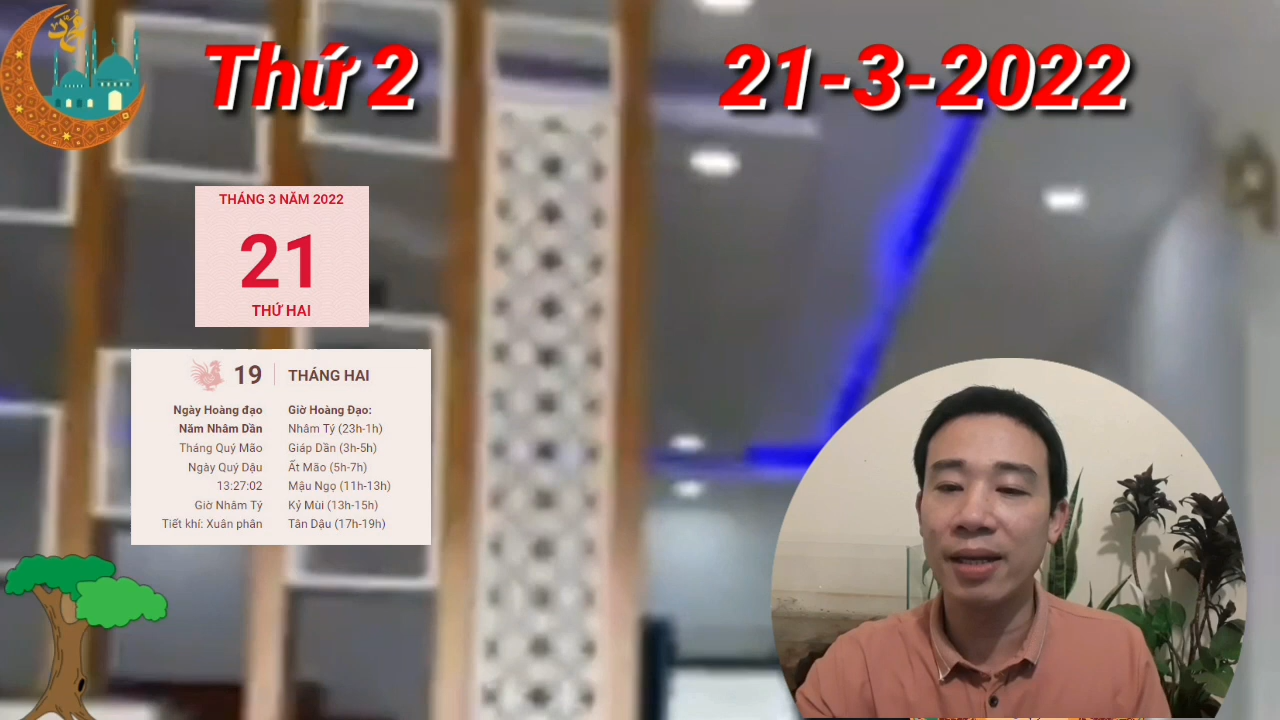 Thứ 2
21-3-2022
THÁNG 3 NĂM 2022
21
THỨ HAI
19 THÁNG HAI
Ngày Hoàng đạo
Năm Nhâm Dần
Tháng Quý Mão
Ngày Quý Dậu
13:27:02
Giờ Nhâm Tý
Tiết khí: Xuân phân
Giờ Hoàng Đạo:
Nhâm Tý (23h-1h)
Giáp Dần (3h-5h)
Ất Mão (5h-7h)
Mậu Ngọ (11h-13h)
Kỷ Mùi (13h-15h)
Tân Dậu (17h-19h)